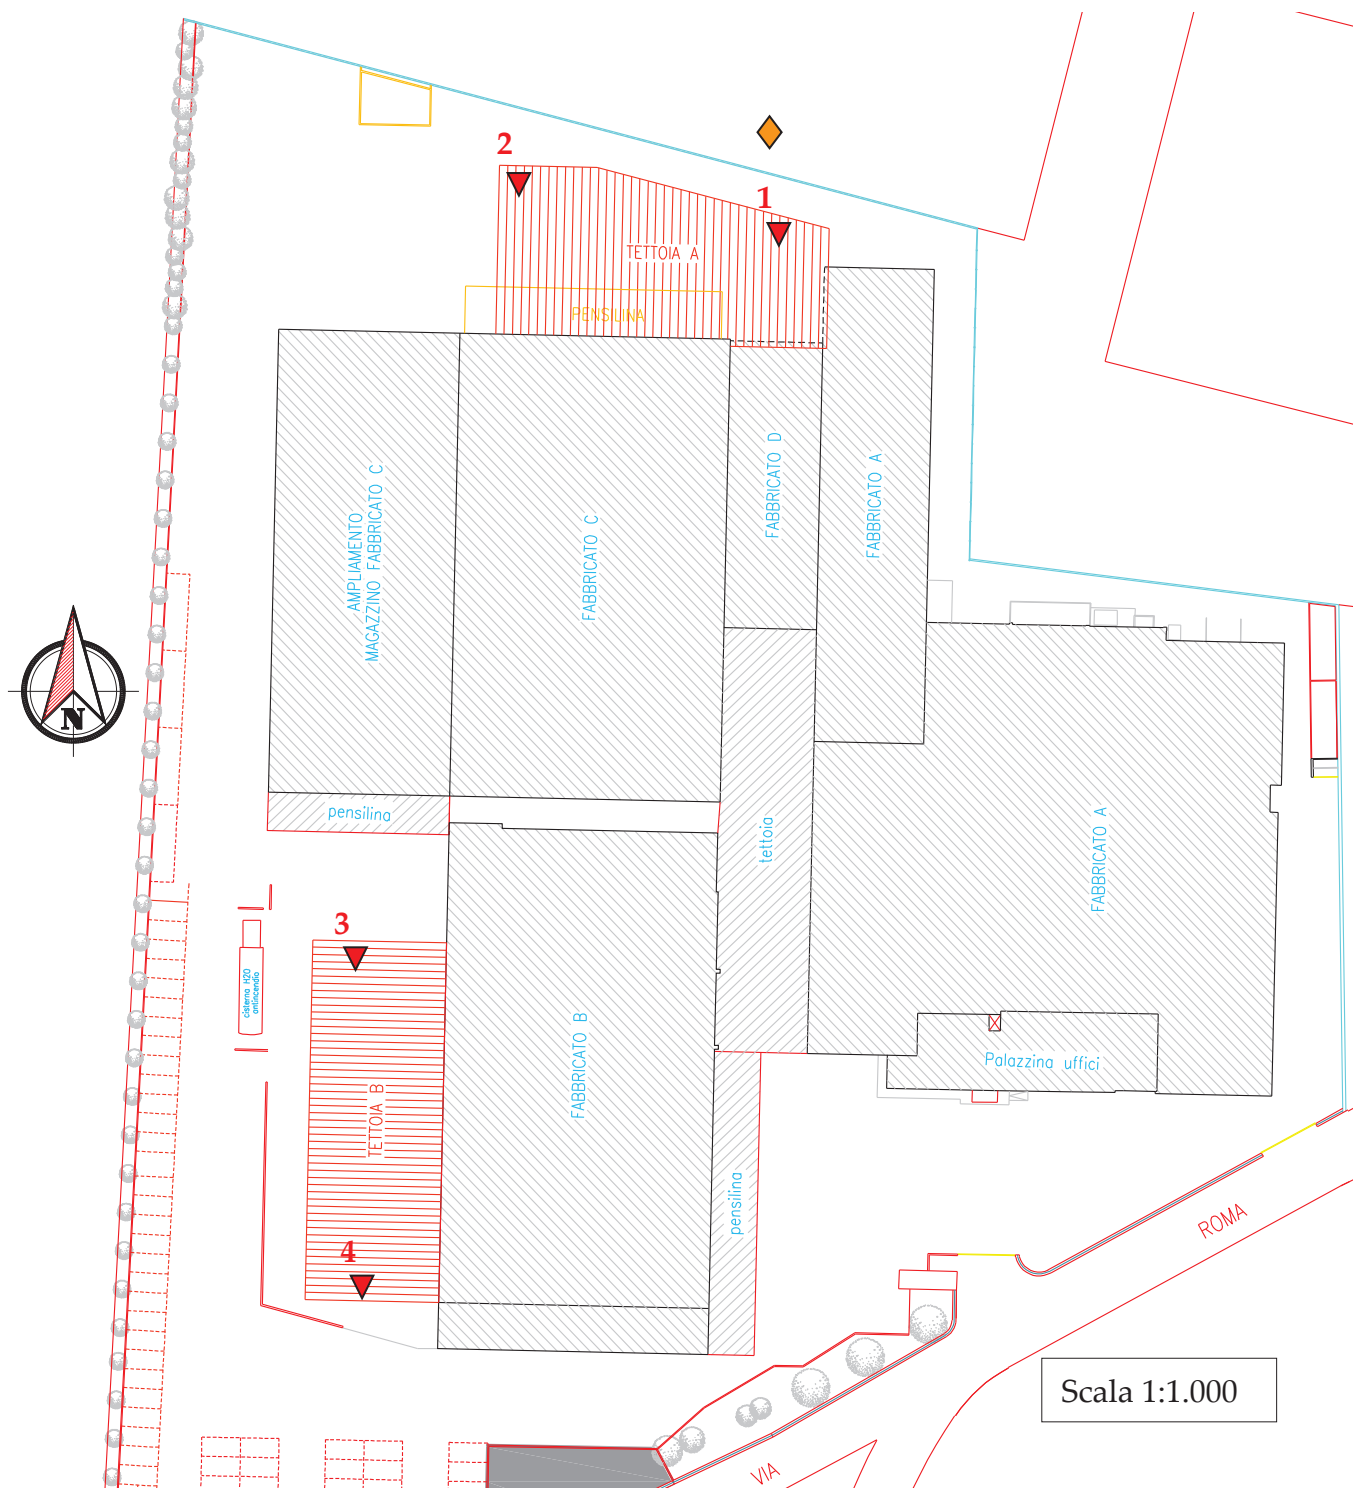 2
1
TETTOIA A
PENSILINA
FABBRICATO D
FABBRICATO A
AMPLIAMENTO
MAGAZZINO FABBRICATO C
FABBRICATO C
N
pensilina
tettoia
FABBRICATO A
3
cisterna H2O
antincendio
FABBRICATO B
Palazzina uffici
TETTOIA B
pensilina
4
ROMA
Scala 1:1.000
VIA